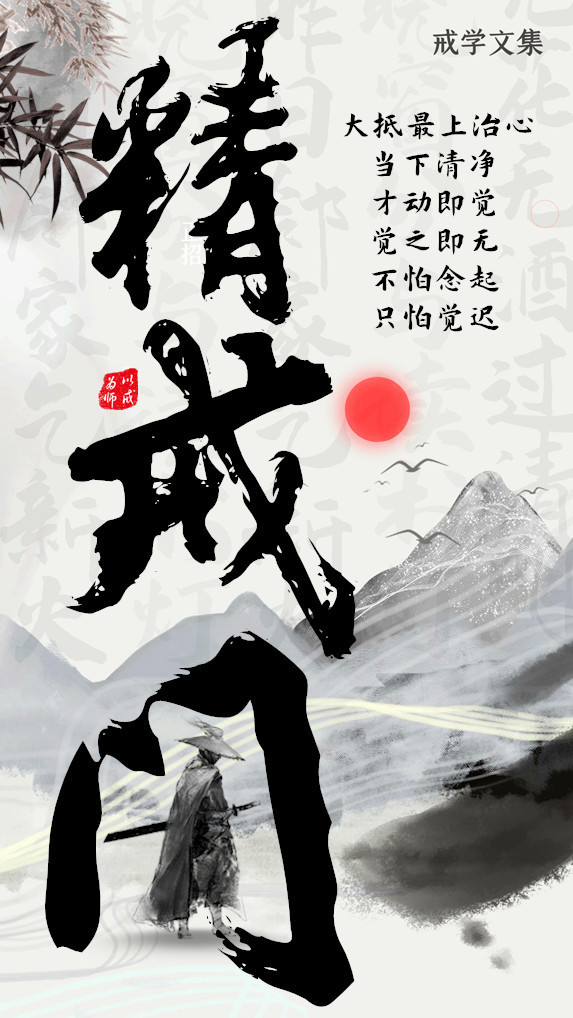 戒学文集
大抵最上治心
当下清净
才动即觉
觉之即无
不怕念起
只怕觉迟
精戒门
以戒
为师